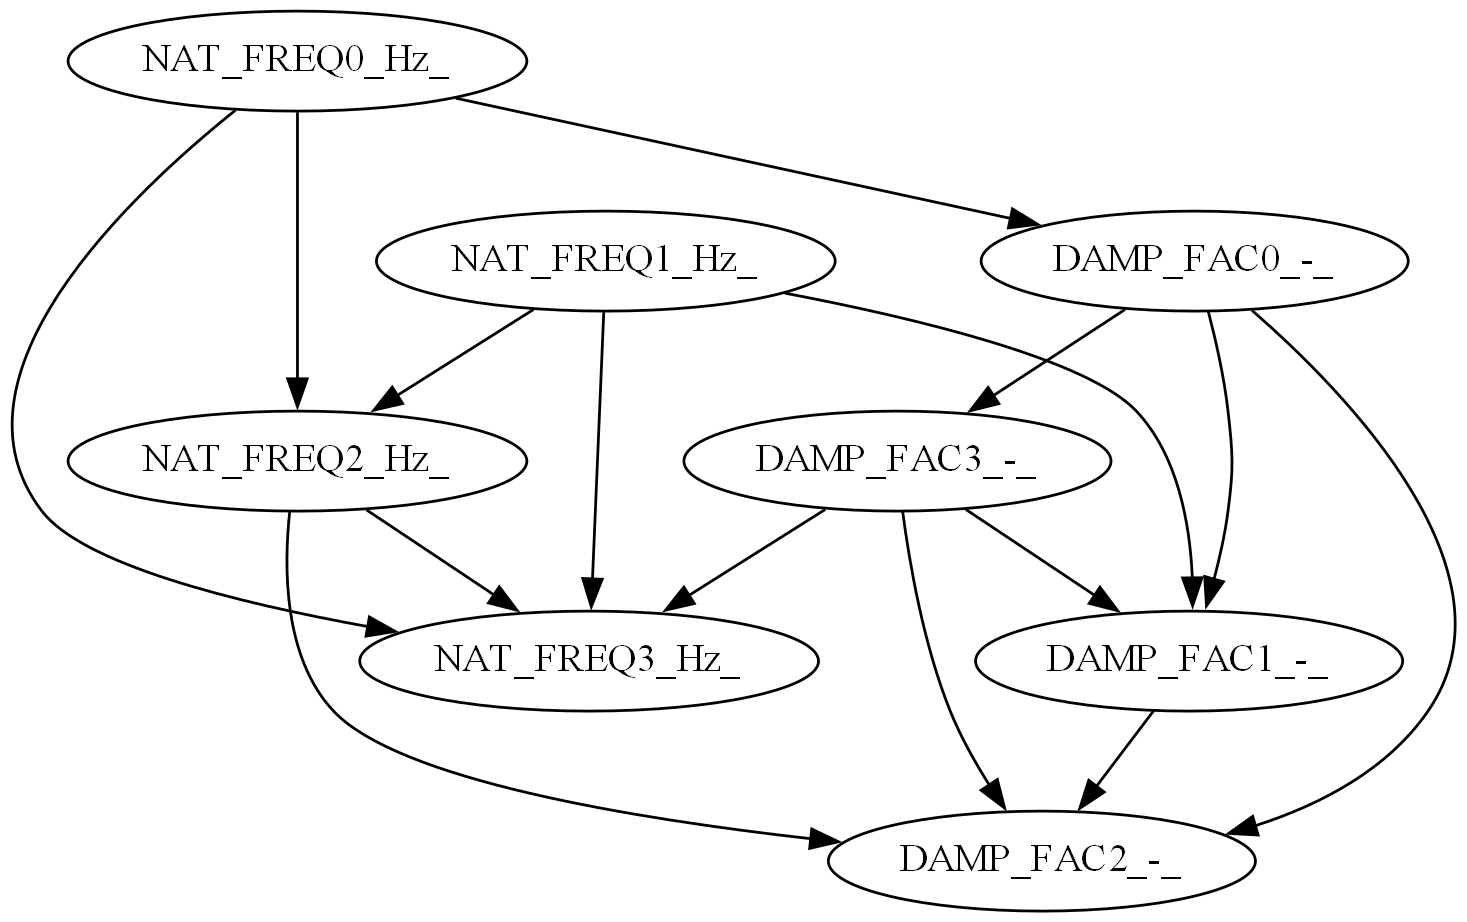 NAT_FREQ0_Hz_
NAT_FREQ1_Hz_
DAMP_FAC0_-_
NAT_FREQ2_Hz_
DAMP_FAC3_-_
NAT_FREQ3_Hz_
DAMP_FAC1_-_
DAMP_FAC2_-_